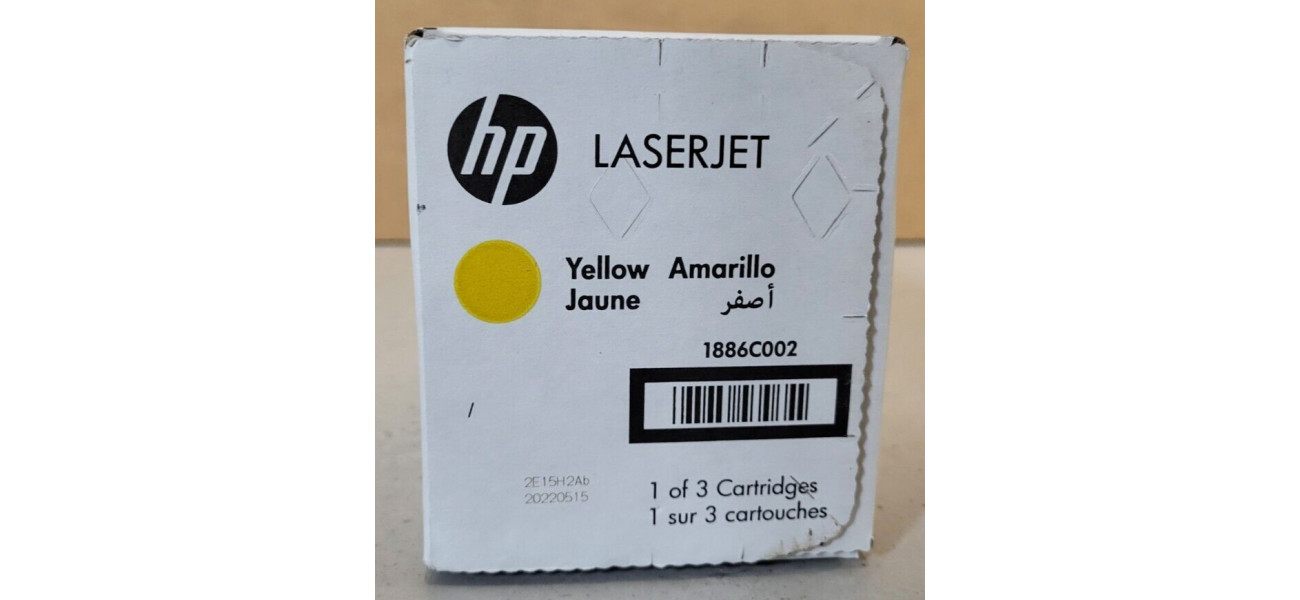 hp LASERJET
Yellow Amarillo
Jaune أصفر
1886C002
/
2E15H2Ab
20220515
1 of 3 Cartridges
1 sur 3 cartouches